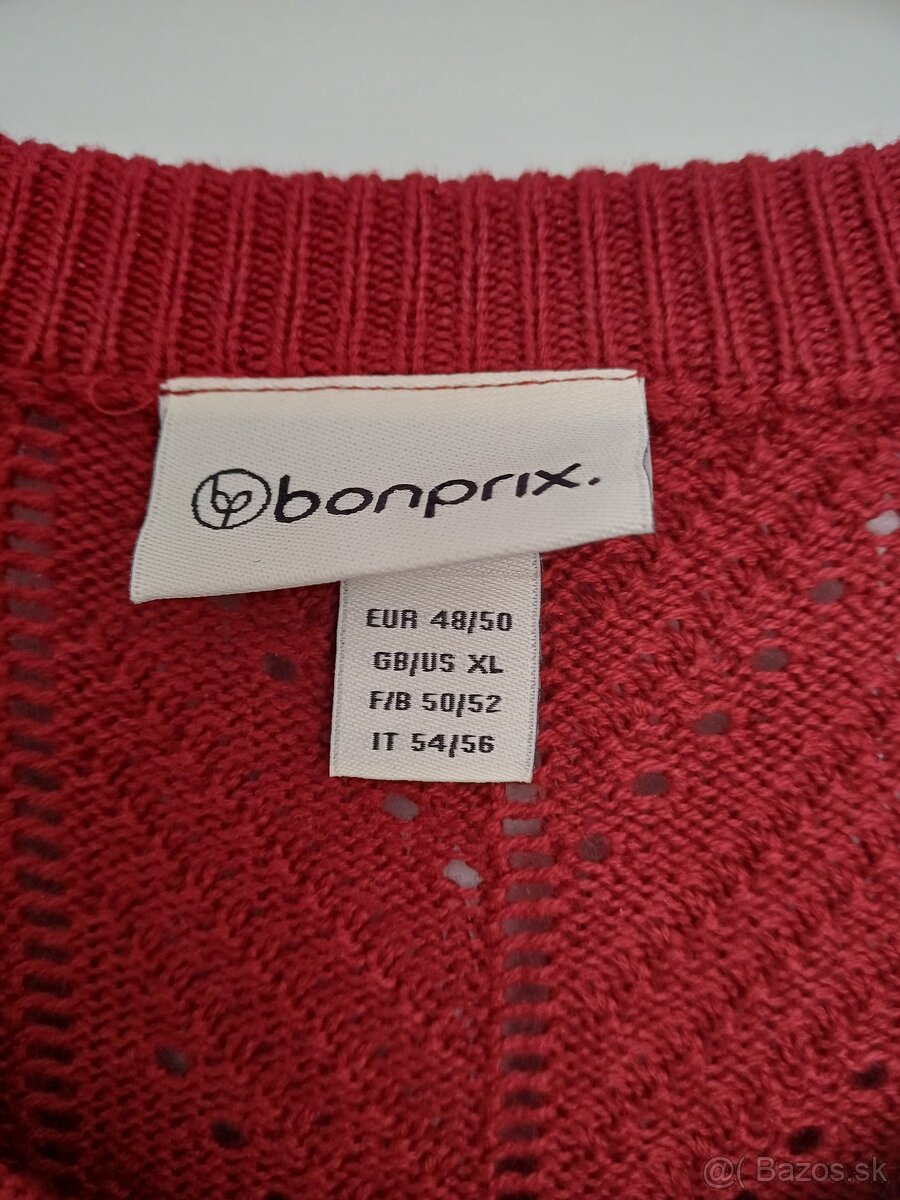 bonprix.
EUR 48/50
GB/US XL
F/B 50/52
IT 54/56
@( Bazos.sk